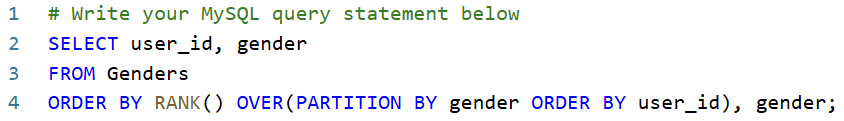 1 # Write your MySQL query statement below
2 SELECT user_id, gender
3 FROM Genders
4 ORDER BY RANK() OVER(PARTITION BY gender ORDER BY user_id), gender;